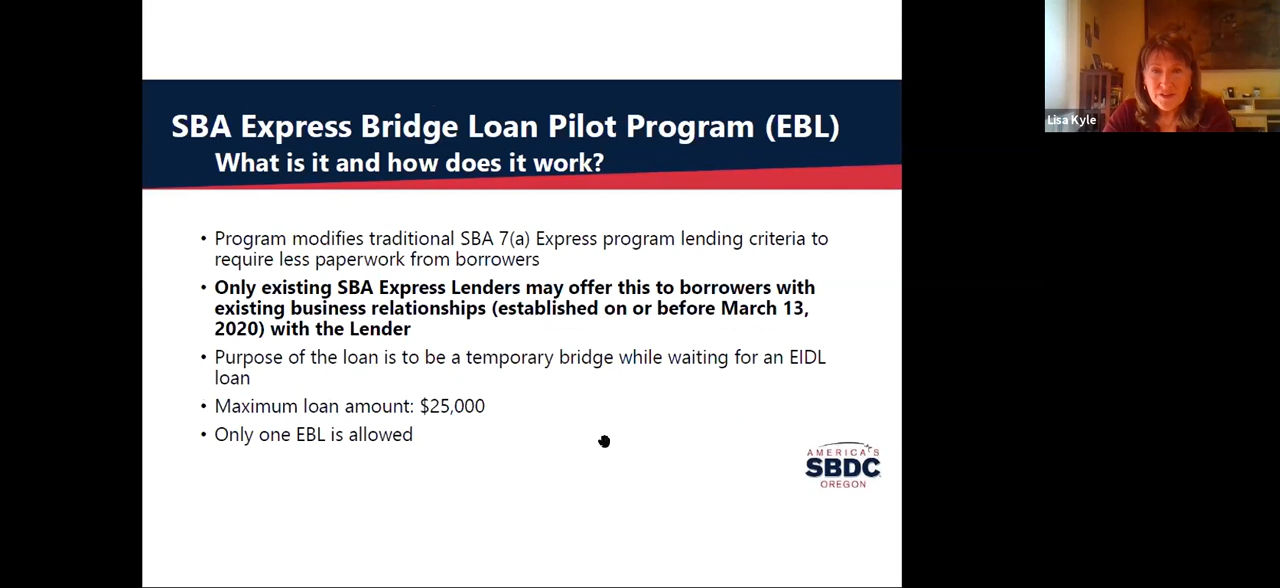 SBA Express Bridge Loan Pilot Program (EBL)
What is it and how does it work?
• Program modifies traditional SBA 7(a) Express program lending criteria to
require less paperwork from borrowers
• Only existing SBA Express Lenders may offer this to borrowers with
existing business relationships (established on or before March 13,
2020) with the Lender
• Purpose of the loan is to be a temporary bridge while waiting for an EIDL
loan
• Maximum loan amount: $25,000
• Only one EBL is allowed
AMERICA'S
SBDC
OREGON
Lisa Kyle